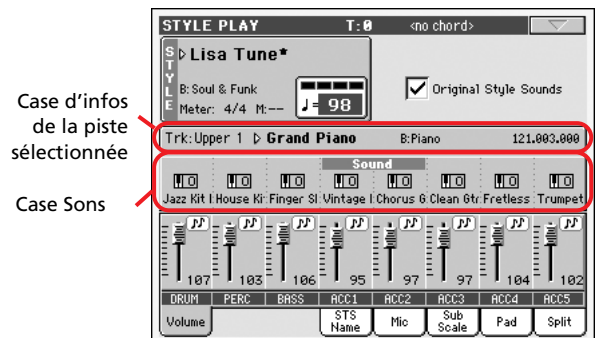 STYLE PLAY T:0 <no chord>
STYLE
Lisa Tune*
B: Soul & Funk
Meter: 4/4 M:-- ♩= 98
Original Style Sounds
Case d'infos de la piste sélectionnée
Trk: Upper 1 Grand Piano B:Piano 121.003.000
Sound
Case Sons
Jazz Kit House Ki Finger Sl Vintage Chorus G Clean Gtr Fretless Trumpet
107 103 106 95 97 97 104 102
DRUM PERC BASS ACC1 ACC2 ACC3 ACC4 ACC5
Volume STS Name Mic Sub Scale Pad Split